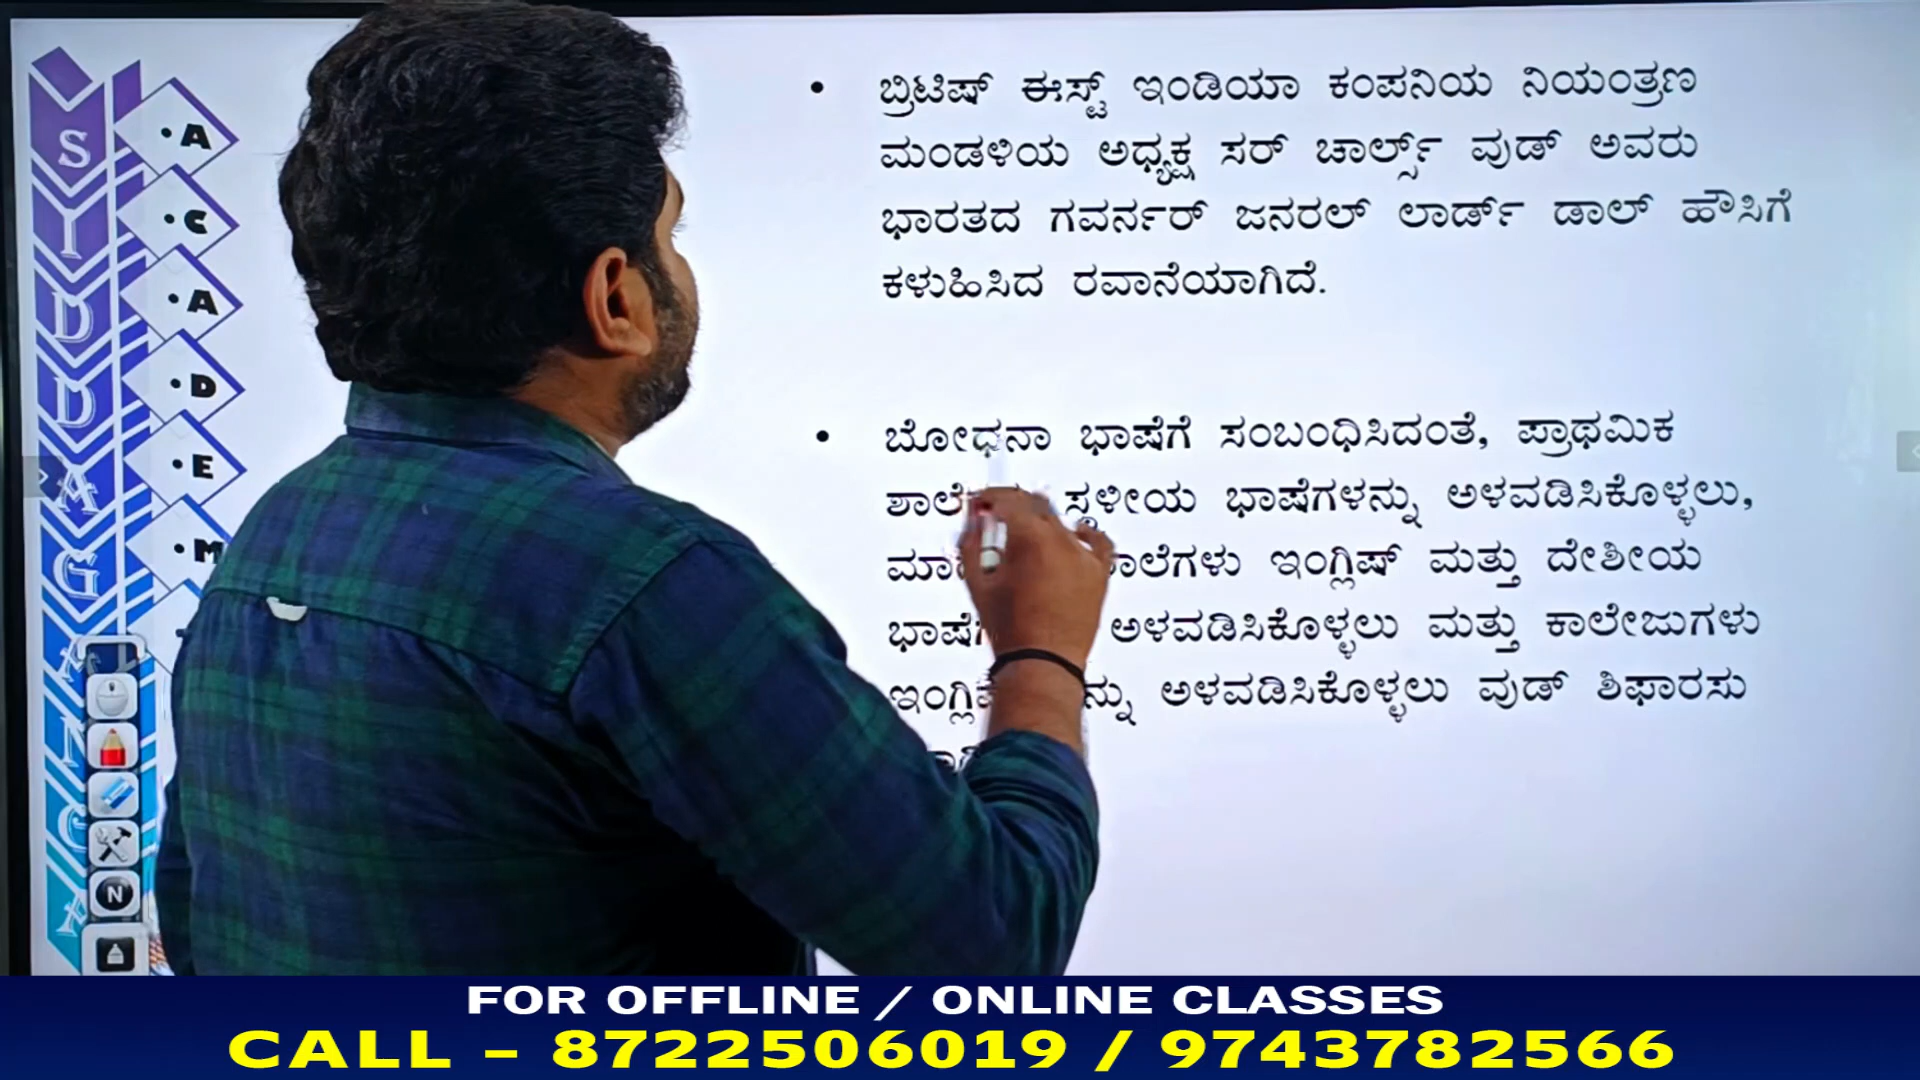 ಬ್ರಿಟಿಷ್ ಈಸ್ಟ್ ಇಂಡಿಯಾ ಕಂಪನಿಯ ನಿಯಂತ್ರಣ
ಮಂಡಳಿಯ ಅಧ್ಯಕ್ಷ ಸರ್ ಚಾರ್ಲ್ಸ್ ವುಡ್ ಅವರು
ಭಾರತದ ಗವರ್ನರ್ ಜನರಲ್ ಲಾರ್ಡ್ ಡಾಲ್ ಹೌಸಿಗೆ
ಕಳುಹಿಸಿದ ರವಾನೆಯಾಗಿದೆ.
ಬೋಧನಾ ಭಾಷೆಗೆ ಸಂಬಂಧಿಸಿದಂತೆ, ಪ್ರಾಥಮಿಕ
ಸ್ಥಳೀಯ ಭಾಷೆಗಳನ್ನು ಅಳವಡಿಸಿಕೊಳ್ಳಲು,
ಇಂಗ್ಲಿಷ್ ಮತ್ತು ದೇಶೀಯ
ಅಳವಡಿಸಿಕೊಳ್ಳಲು ಮತ್ತು ಕಾಲೇಜುಗಳು
ಅಳವಡಿಸಿಕೊಳ್ಳಲು ವುಡ್ ಶಿಫಾರಸು
S
I
D
D
A
G
•A
•C
•A
•D
•E
•M
N
FOR OFFLINE / ONLINE CLASSES
CALL – 8722506019 / 9743782566